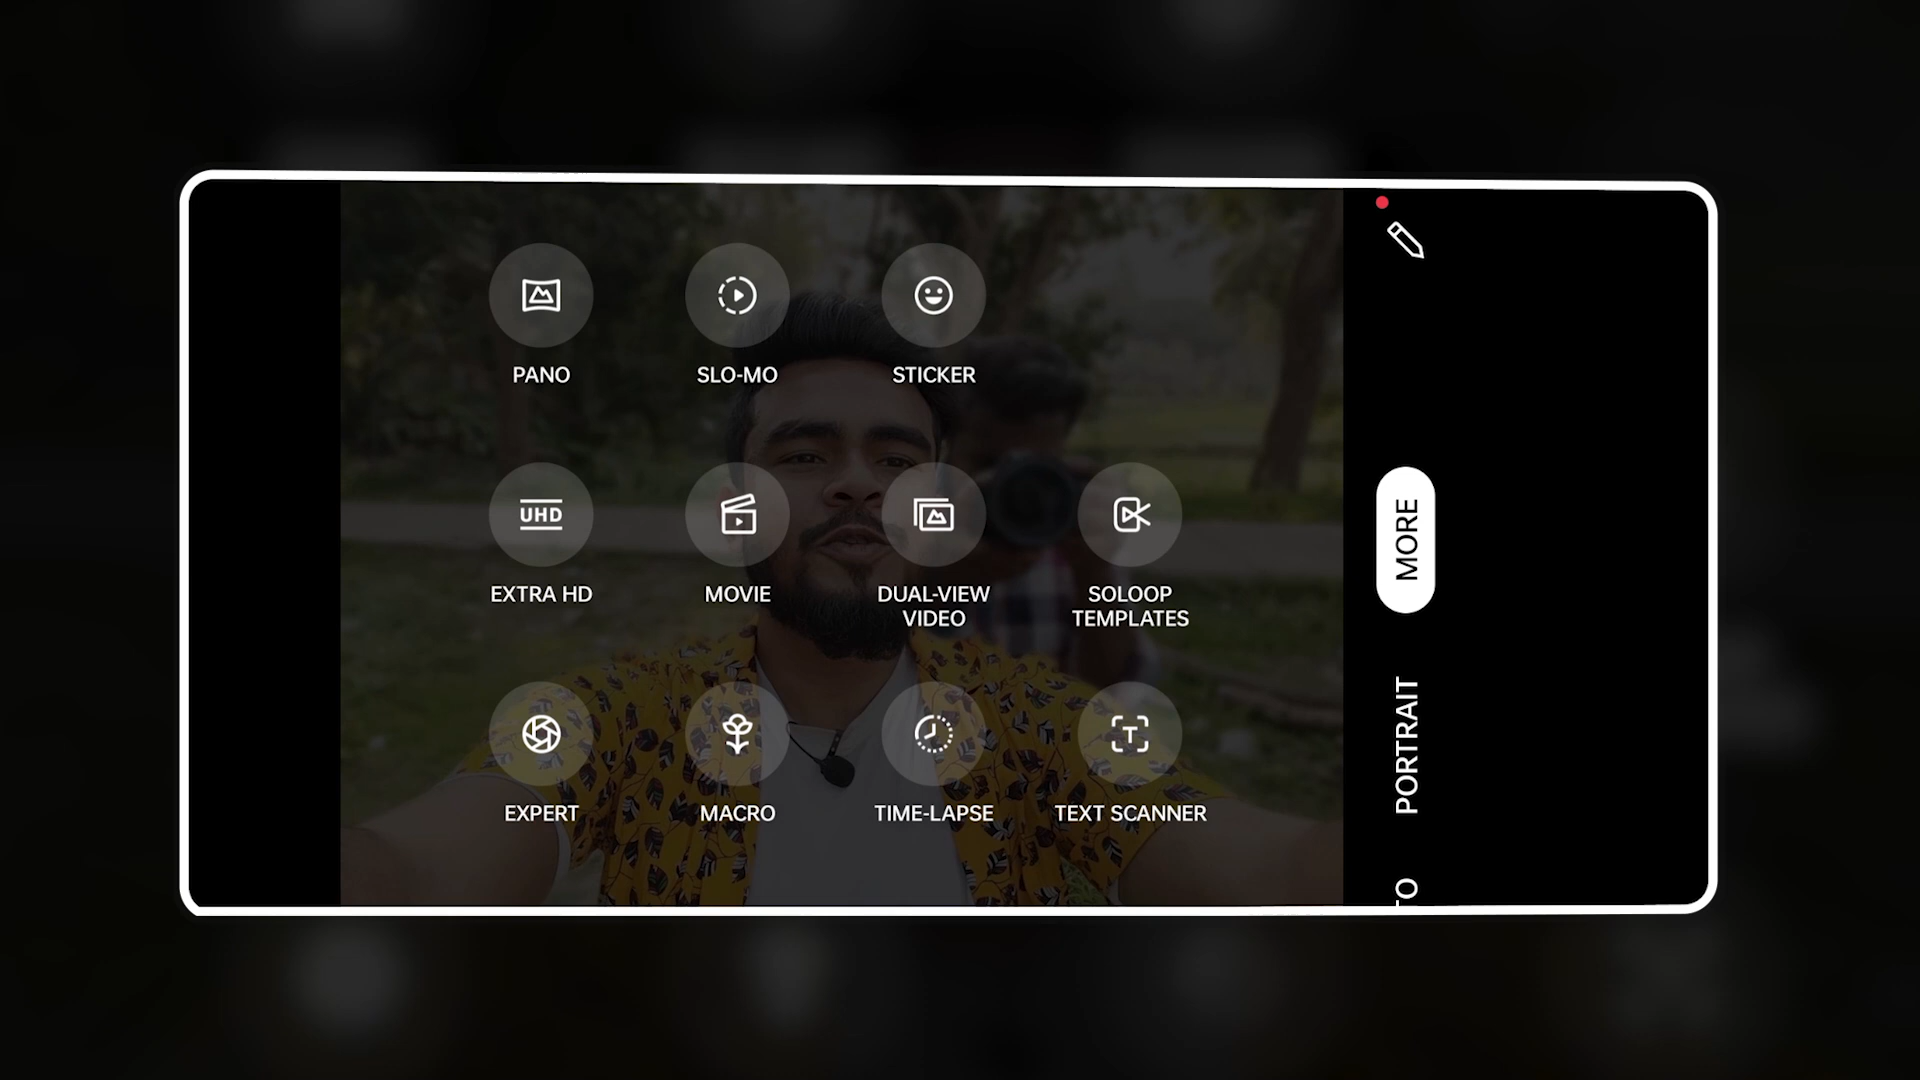 PANO
SLO-MO
STICKER
UHD
EXTRA HD
MOVIE
DUAL-VIEW
VIDEO
SOLOOP
TEMPLATES
EXPERT
MACRO
TIME-LAPSE
T
TEXT SCANNER
MORE
PORTRAIT
TO